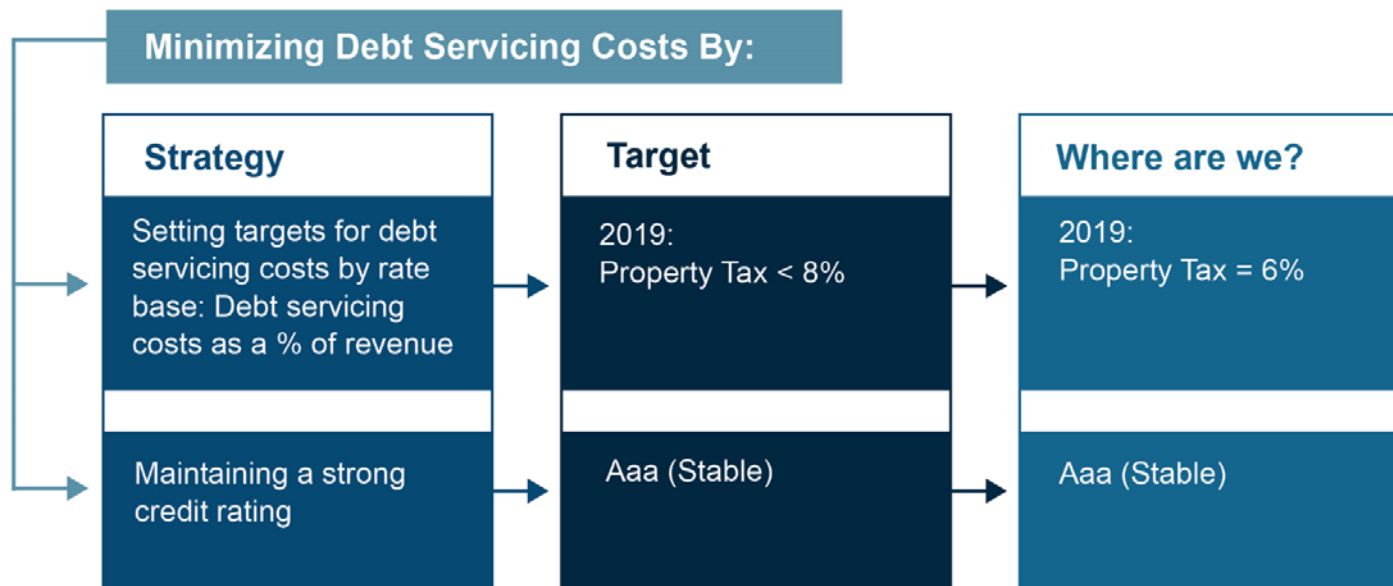 Minimizing Debt Servicing Costs By:
Strategy
Setting targets for debt
servicing costs by rate
base: Debt servicing
costs as a % of revenue
Maintaining a strong
credit rating
Target
2019:
Property Tax < 8%
Aaa (Stable)
Where are we?
2019:
Property Tax = 6%
Aaa (Stable)